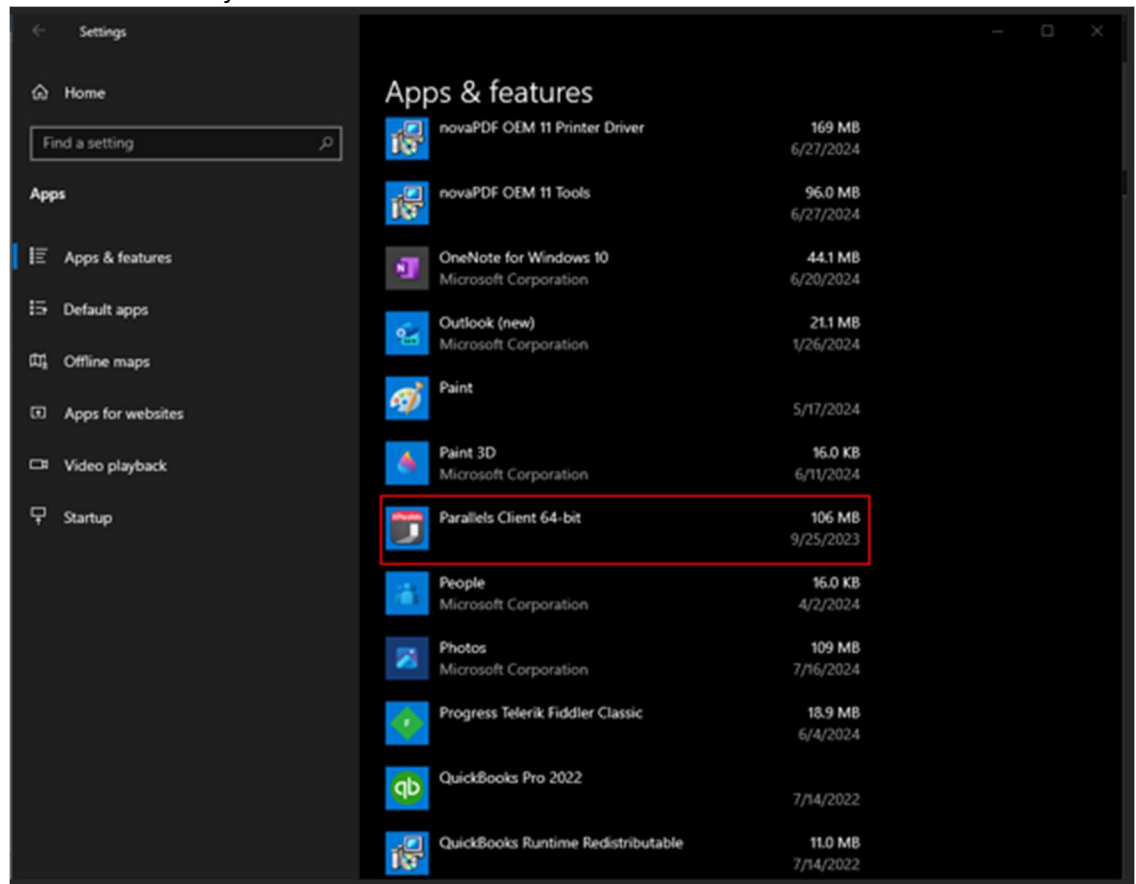 Settings
Home
Find a setting
Apps
Apps & features
Default apps
Offline maps
Apps for websites
Video playback
Startup
Apps & features
novaPDF OEM 11 Printer Driver 169 MB
6/27/2024
novaPDF OEM 11 Tools 96.0 MB
6/27/2024
OneNote for Windows 10 44.1 MB
Microsoft Corporation 6/20/2024
Outlook (new) 21.1 MB
Microsoft Corporation 1/26/2024
Paint
5/17/2024
Paint 3D 16.0 KB
Microsoft Corporation 6/11/2024
Parallels Client 64-bit 106 MB
9/25/2023
People 16.0 KB
Microsoft Corporation 4/2/2024
Photos 109 MB
Microsoft Corporation 7/16/2024
Progress Telerik Fiddler Classic 18.9 MB
6/4/2024
QuickBooks Pro 2022
7/14/2022
QuickBooks Runtime Redistributable 11.0 MB
7/14/2022